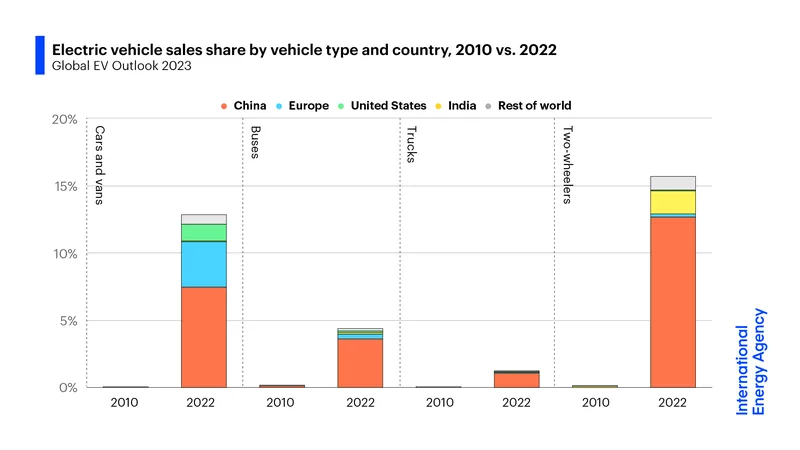 Electric vehicle sales share by vehicle type and country, 2010 vs. 2022
Global EV Outlook 2023
China Europe United States India Rest of world
20%
15%
10%
5%
0%
Cars and vans
Buses
Trucks
Two-wheelers
2010 2022 2010 2022 2010 2022 2010 2022
International
Energy Agency